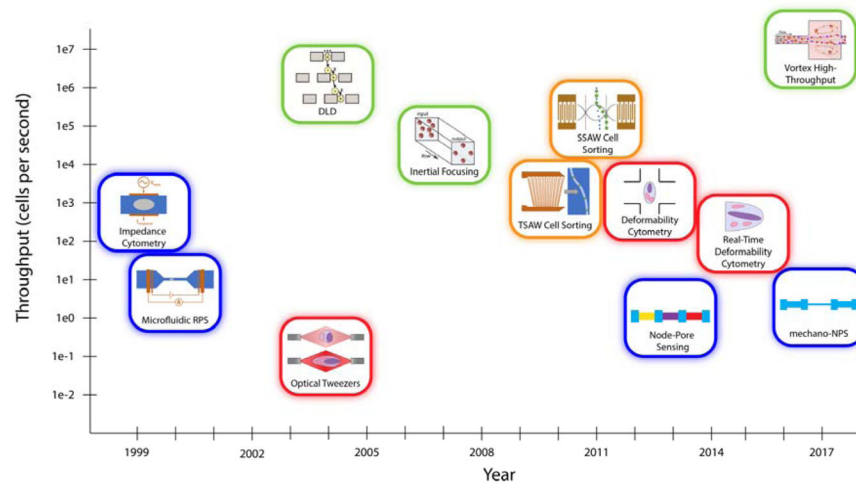 Throughput (cells per second)
1e7
1e6
1e5
1e4
1e3
1e2
1e1
1e0
1e-1
1e-2
Impedance
Cytometry
Microfluidic RPS
DLD
Optical Tweezers
input
output
Inertial Focusing
SSAW Cell
Sorting
TSAW Cell Sorting
Deformability
Cytometry
Real-Time
Deformability
Cytometry
Node-Pore
Sensing
Vortex High-
Throughput
mechano-NPS
1999
2002
2005
2008
2011
2014
2017
Year